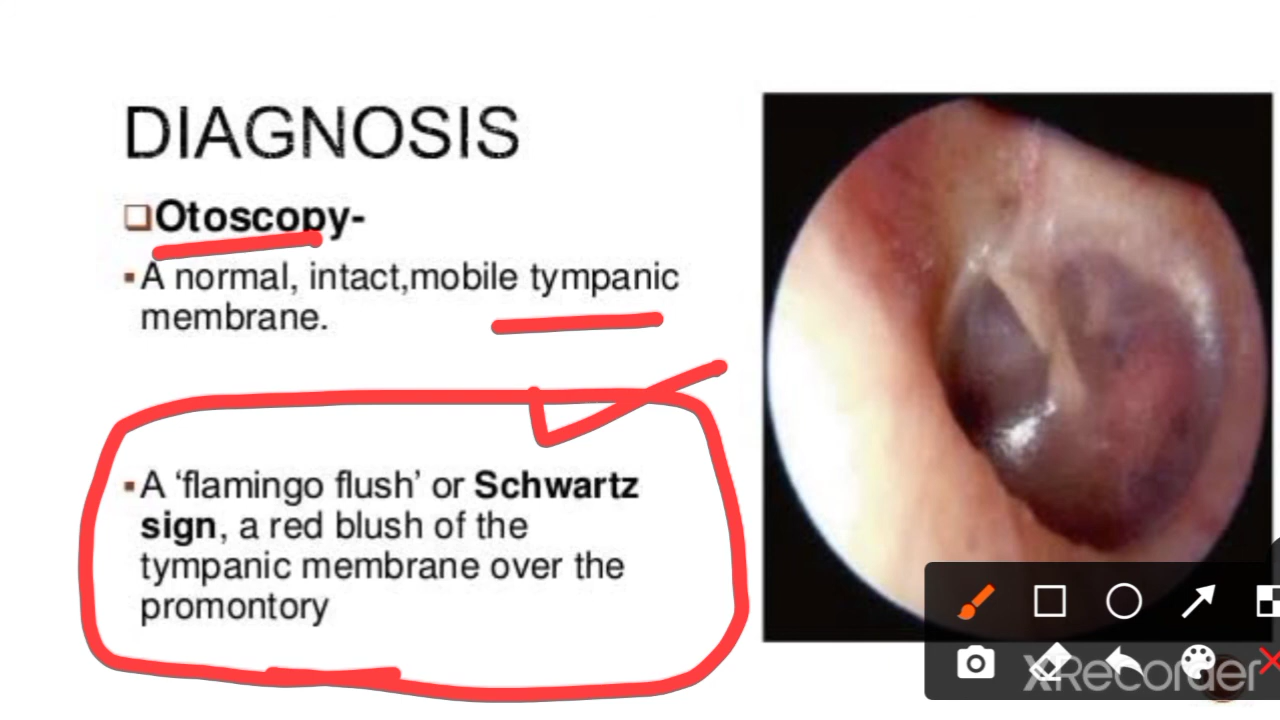 DIAGNOSIS
Otoscopy-
A normal, intact,mobile tympanic
membrane.
A ‘flamingo flush’ or Schwartz
sign, a red blush of the
tympanic membrane over the
promontory
XRecorder